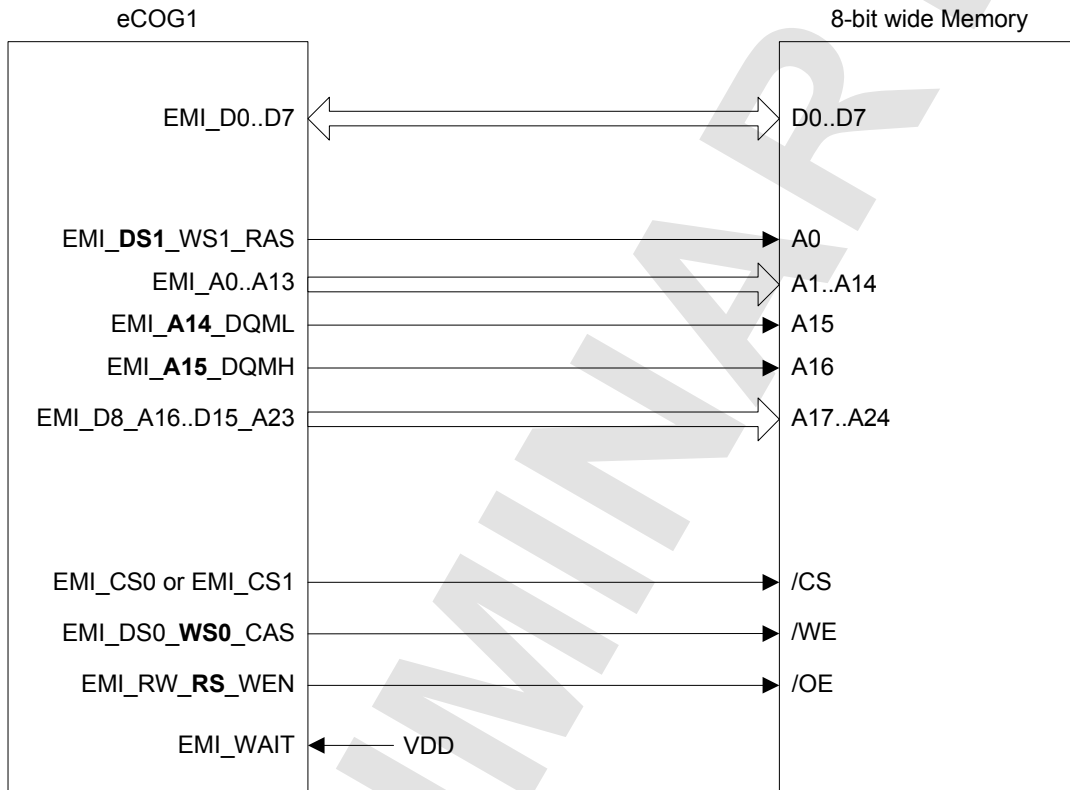 eCOG1 8-bit wide Memory
EMI_D0..D7 D0..D7
EMI_DS1_WS1_RAS A0
EMI_A0..A13 A1..A14
EMI_A14_DQML A15
EMI_A15_DQMH A16
EMI_D8_A16..D15_A23 A17..A24
EMI_CS0 or EMI_CS1 /CS
EMI_DS0_WS0_CAS /WE
EMI_RW_RS_WEN /OE
EMI_WAIT VDD
MINAR